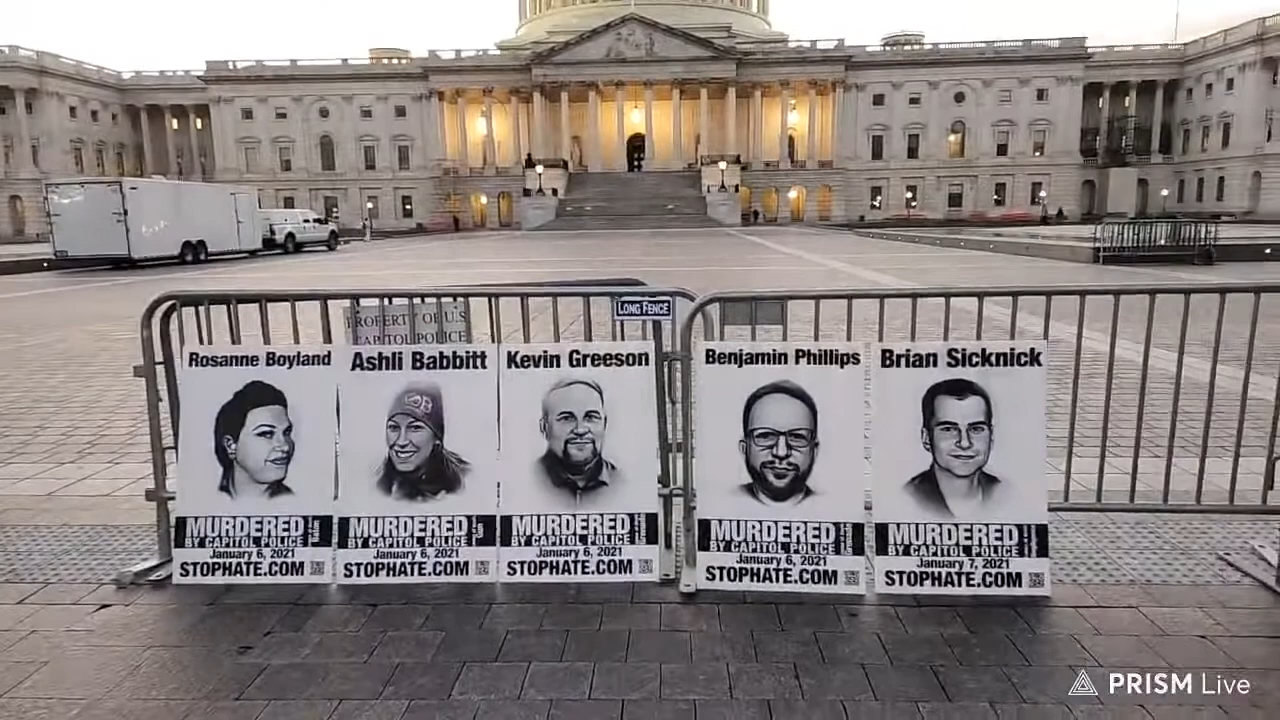 LONG FENCE
PROPERTY OF U.S.
CAPITOL POLICE
Rosanne Boyland
MURDERED
BY CAPITOL POLICE
January 6, 2021
STOPHATE.COM
Ashli Babbitt
MURDERED
BY CAPITOL POLICE
January 6, 2021
STOPHATE.COM
Kevin Greeson
MURDERED
BY CAPITOL POLICE
January 6, 2021
STOPHATE.COM
Benjamin Phillips
MURDERED
BY CAPITOL POLICE
January 6, 2021
STOPHATE.COM
Brian Sicknick
MURDERED
BY CAPITOL POLICE
January 7, 2021
STOPHATE.COM
PRISM Live